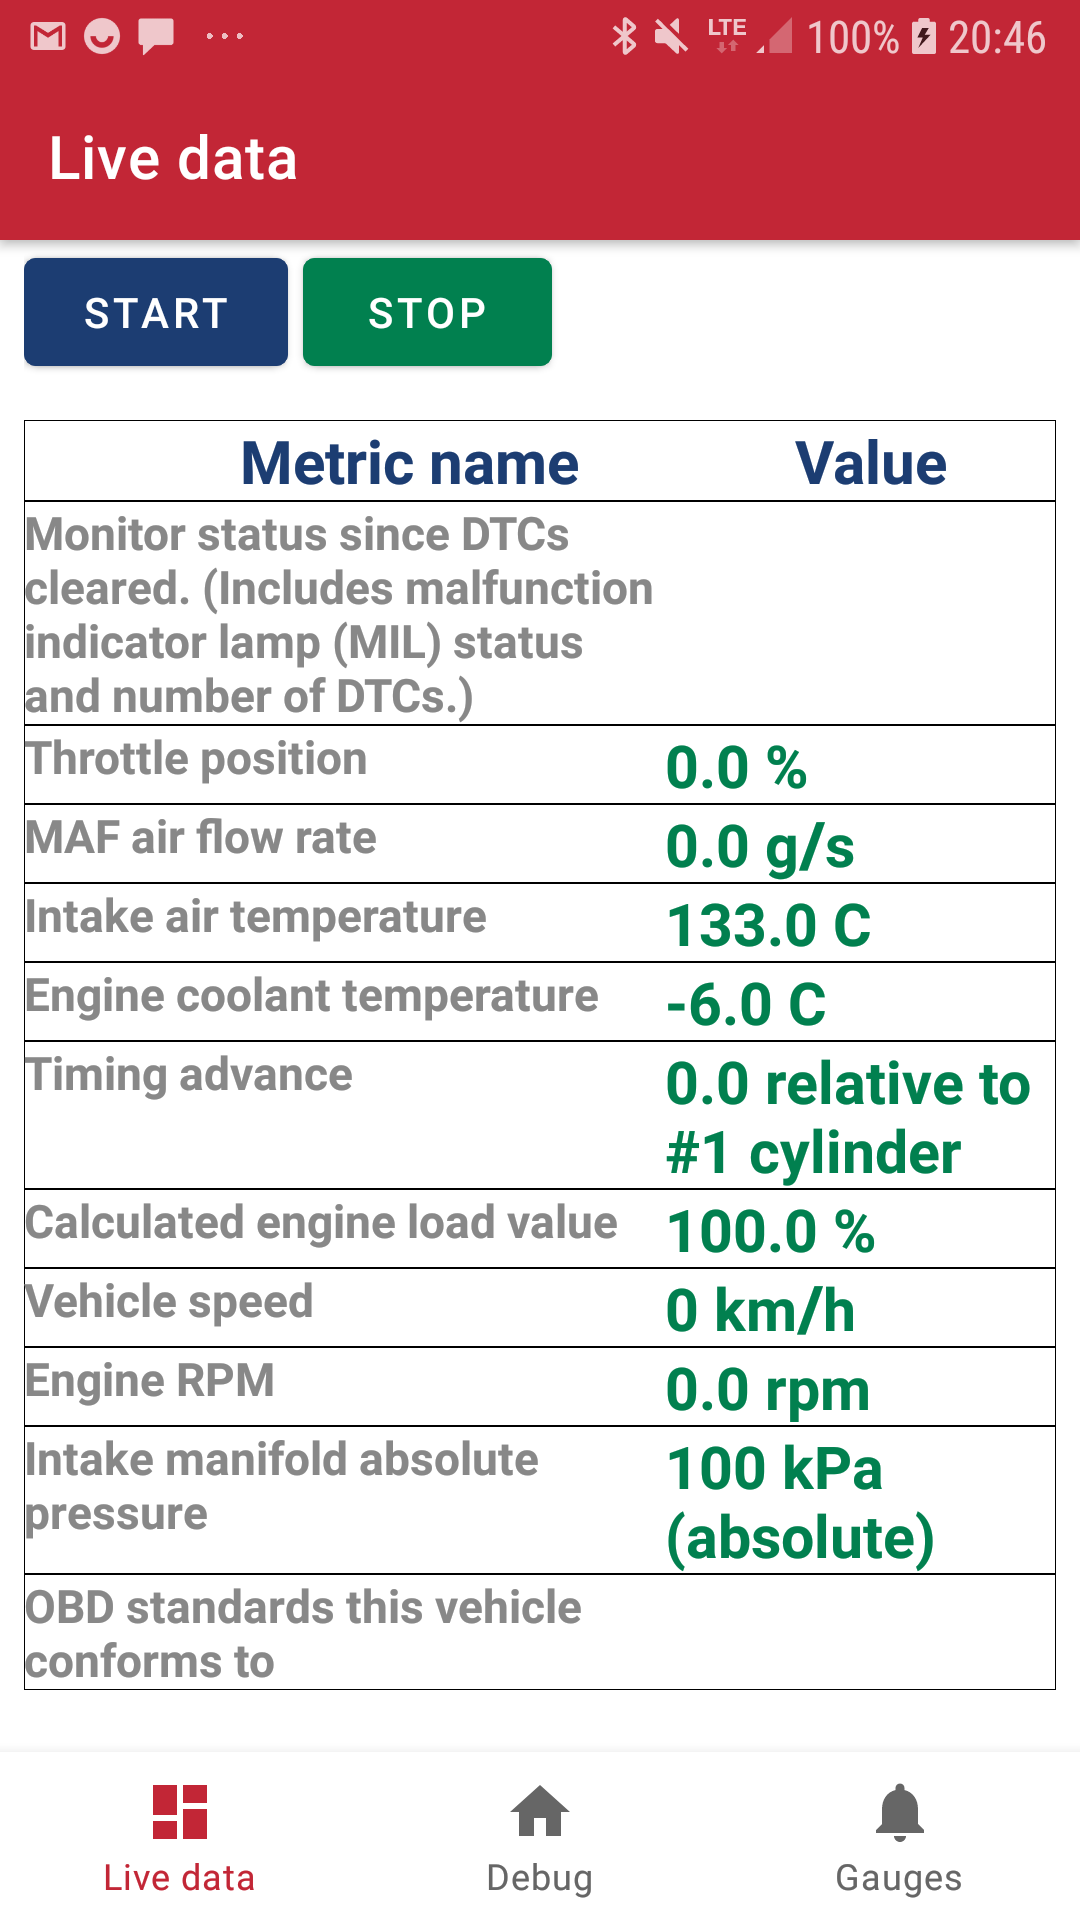 LTE 100% 20:46
Live data
START STOP
Metric name Value
Monitor status since DTCs
cleared. (Includes malfunction
indicator lamp (MIL) status
and number of DTCs.)
Throttle position 0.0 %
MAF air flow rate 0.0 g/s
Intake air temperature 133.0 C
Engine coolant temperature -6.0 C
Timing advance 0.0 relative to
#1 cylinder
Calculated engine load value 100.0 %
Vehicle speed 0 km/h
Engine RPM 0.0 rpm
Intake manifold absolute 100 kPa
pressure (absolute)
OBD standards this vehicle
conforms to
Live data Debug Gauges